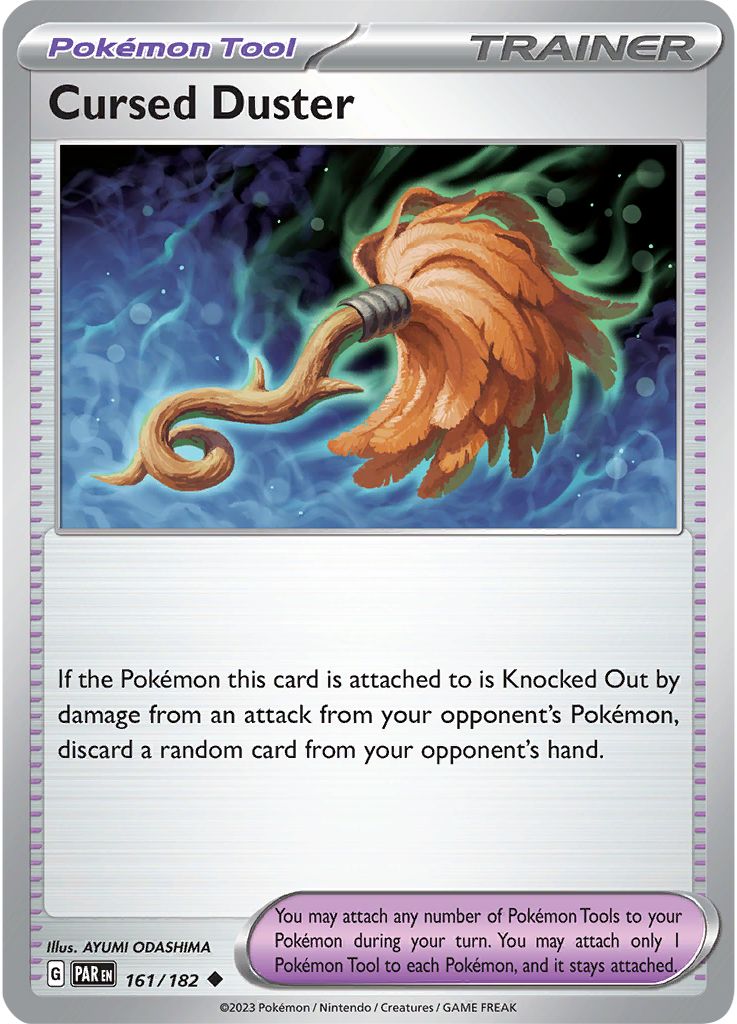 Pokémon Tool
TRAINER
Cursed Duster
If the Pokémon this card is attached to is Knocked Out by
damage from an attack from your opponent's Pokémon,
discard a random card from your opponent's hand.
You may attach any number of Pokémon Tools to your
Pokémon during your turn. You may attach only 1
Pokémon Tool to each Pokémon, and it stays attached.
Illus. AYUMI ODASHIMA
G PAR EN 161/182 ◆
©2023 Pokémon / Nintendo / Creatures / GAME FREAK